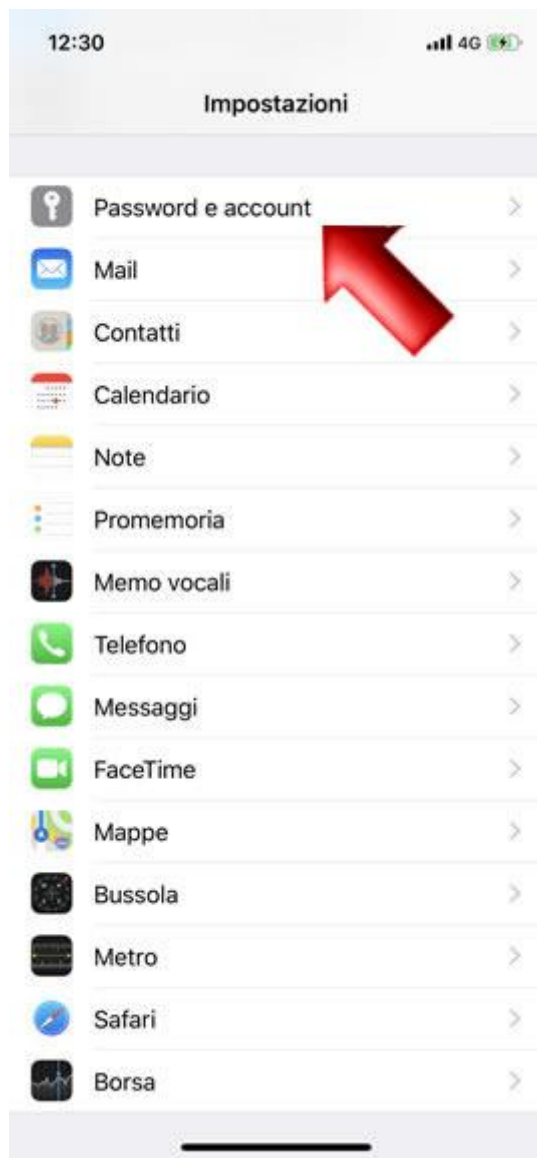 12:30 4G
Impostazioni
Password e account
Mail
Contatti
Calendario
Note
Promemoria
Memo vocali
Telefono
Messaggi
FaceTime
Mappe
Bussola
Metro
Safari
Borsa